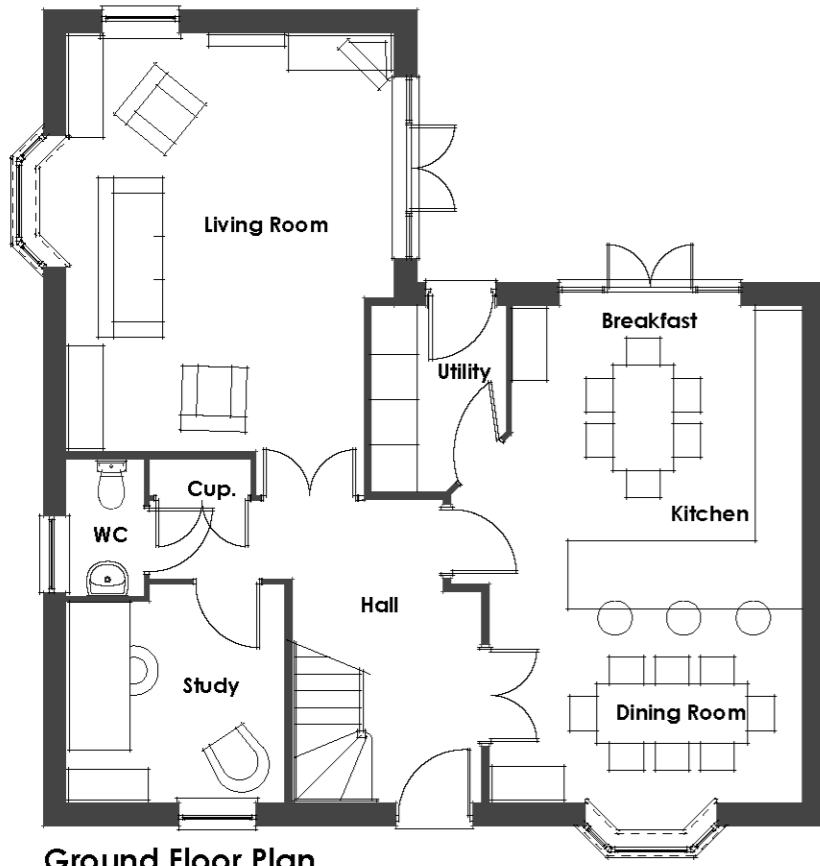 Living Room
Breakfast
Utility
Cup.
WC
Kitchen
Hall
Study
Dining Room
Ground Floor Plan